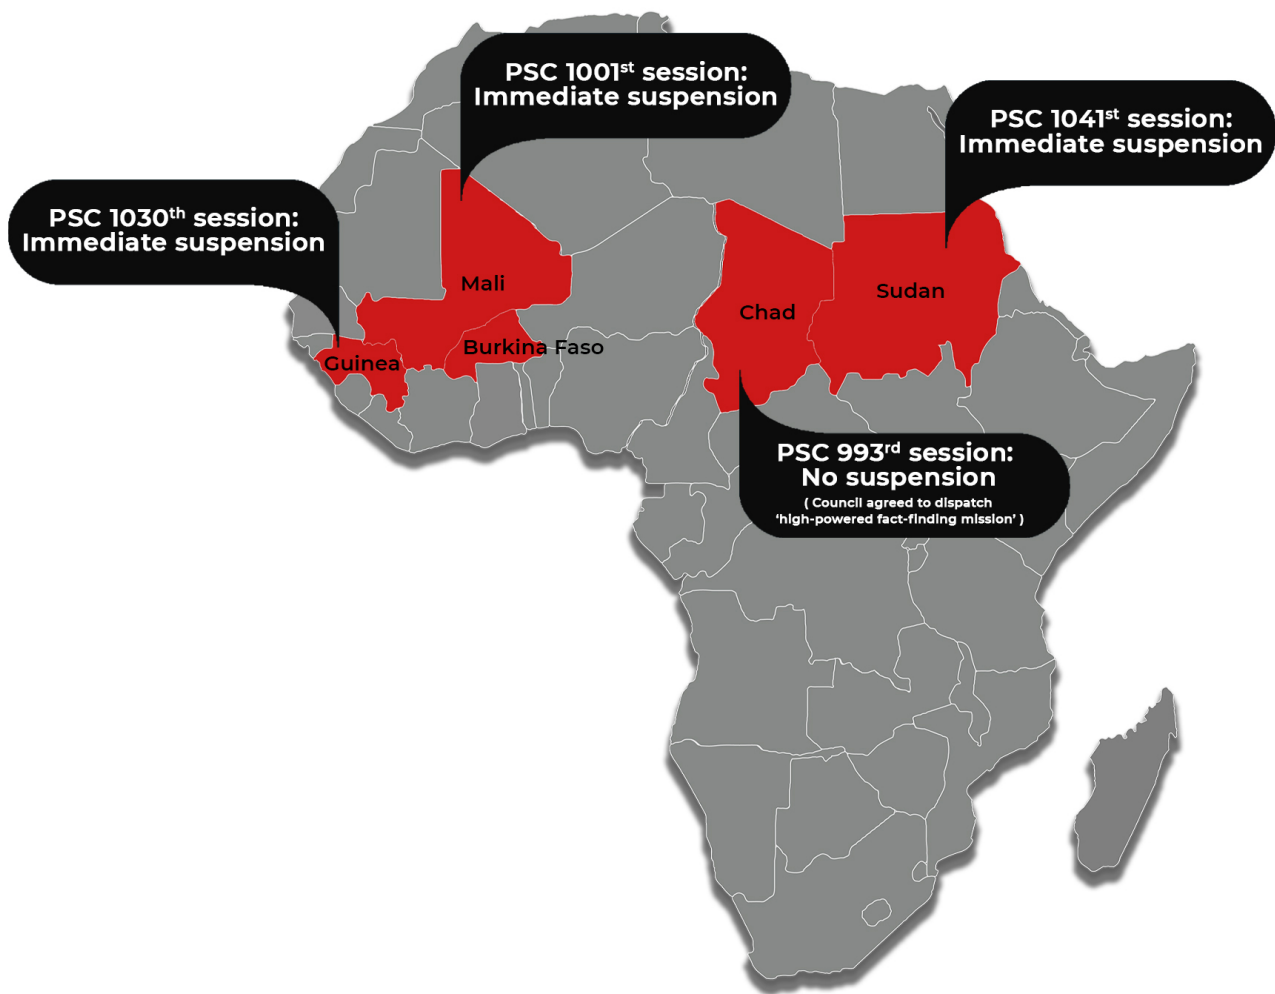 PSC 1001st session:
Immediate suspension
PSC 1041st session:
Immediate suspension
PSC 1030th session:
Immediate suspension
Mali
Sudan
Chad
Burkina Faso
Guinea
PSC 993rd session:
No suspension
( Council agreed to dispatch
‘high-powered fact-finding mission’ )